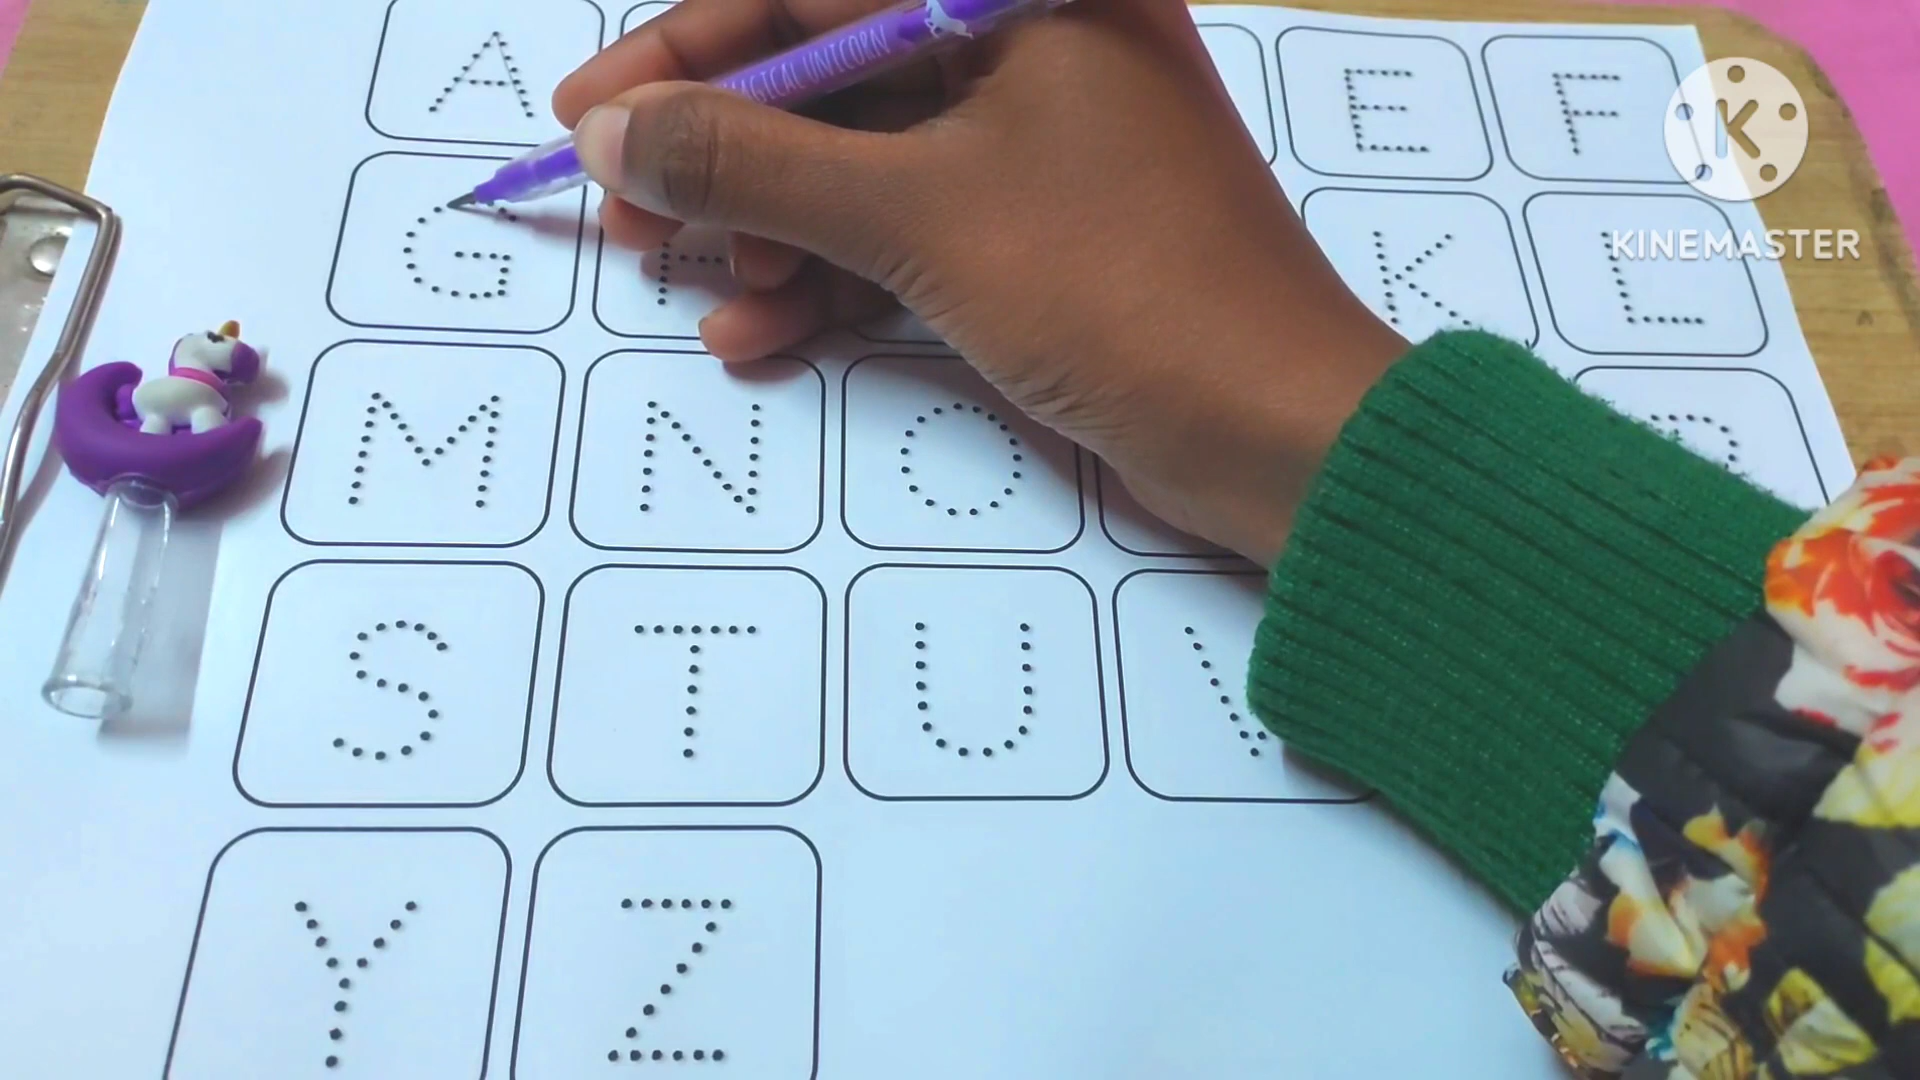 A E F
MAGICAL UNICORN
G H K L
KINEMASTER
M N O R
S T U V
Y Z